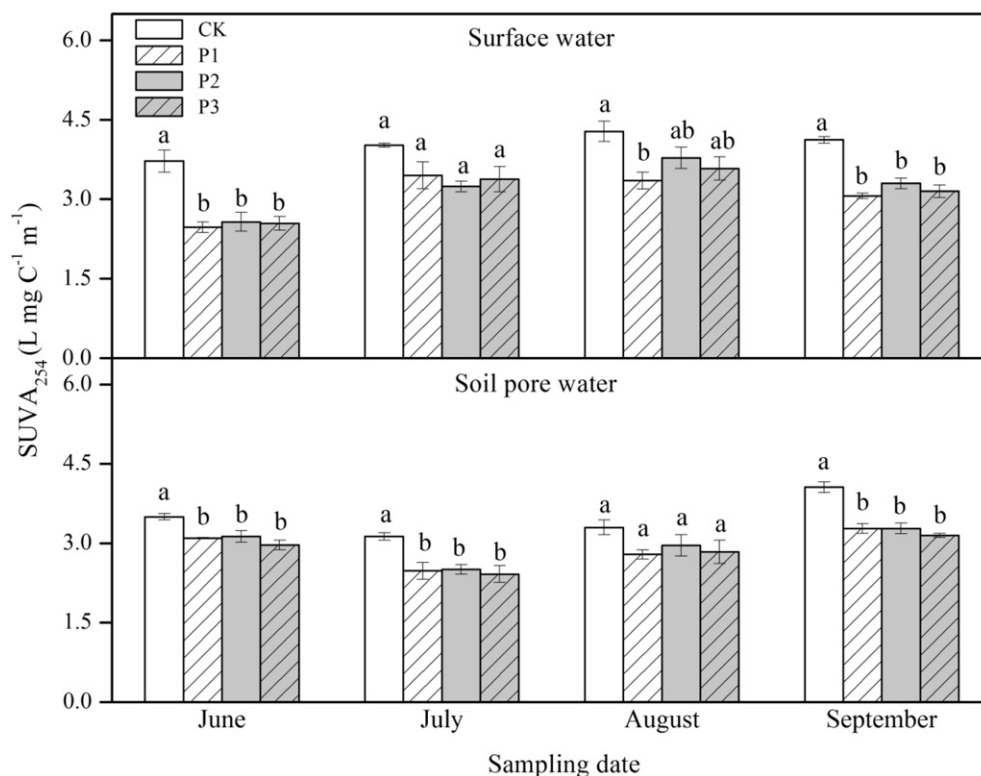 CK
P1
P2
P3
Surface water
6.0
4.5
3.0
1.5
0.0
a b b b
a a a a
a b ab ab
a b b b
Soil pore water
6.0
4.5
3.0
1.5
0.0
a b b b
a b b b
a a a a
a b b b
SUVA₂₅₄ (L mg C⁻¹ m⁻¹)
June July August September
Sampling date